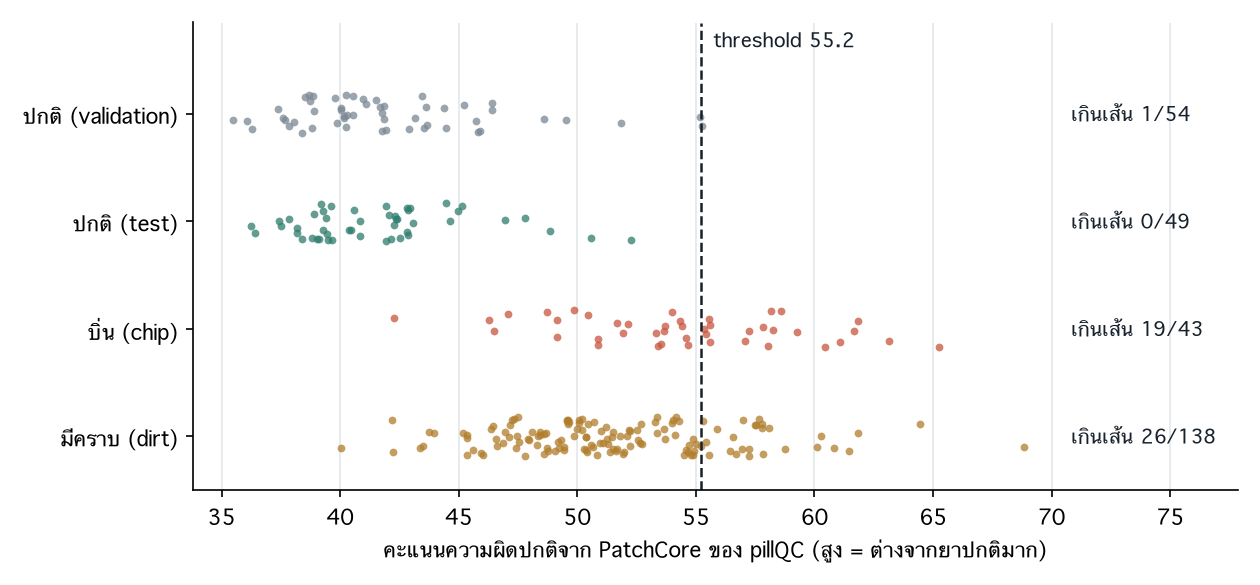 threshold 55.2
ปกติ (validation)
เกินเส้น 1/54
ปกติ (test)
เกินเส้น 0/49
บิ่น (chip)
เกินเส้น 19/43
มีคราบ (dirt)
เกินเส้น 26/138
35 40 45 50 55 60 65 70 75
คะแนนความผิดปกติจาก PatchCore ของ pillQC (สูง = ต่างจากยาปกติมาก)